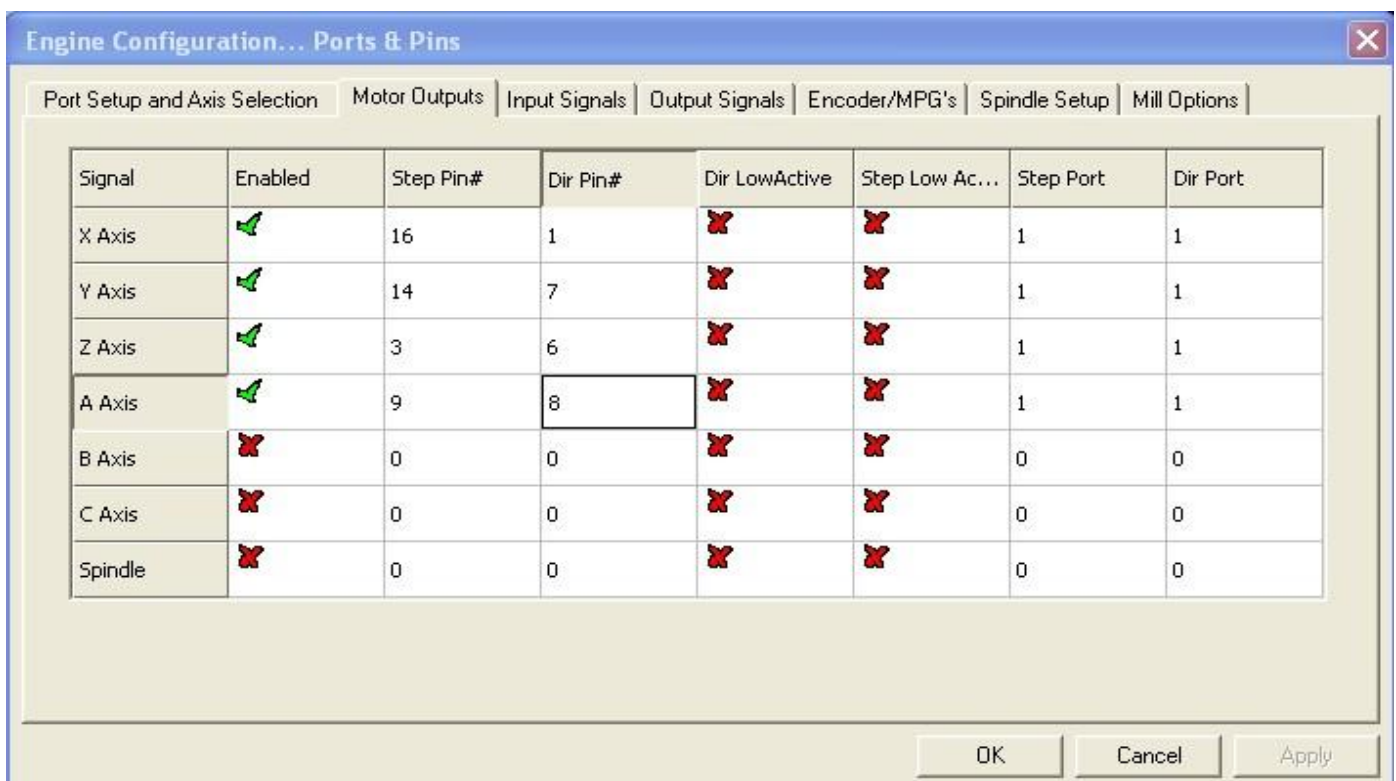 Engine Configuration... Ports & Pins
Port Setup and Axis Selection Motor Outputs Input Signals Output Signals Encoder/MPG's Spindle Setup Mill Options
Signal Enabled Step Pin# Dir Pin# Dir LowActive Step Low Ac... Step Port Dir Port
X Axis 16 1 1 1
Y Axis 14 7 1 1
Z Axis 3 6 1 1
A Axis 9 8 1 1
B Axis 0 0 0 0
C Axis 0 0 0 0
Spindle 0 0 0 0
OK Cancel Apply